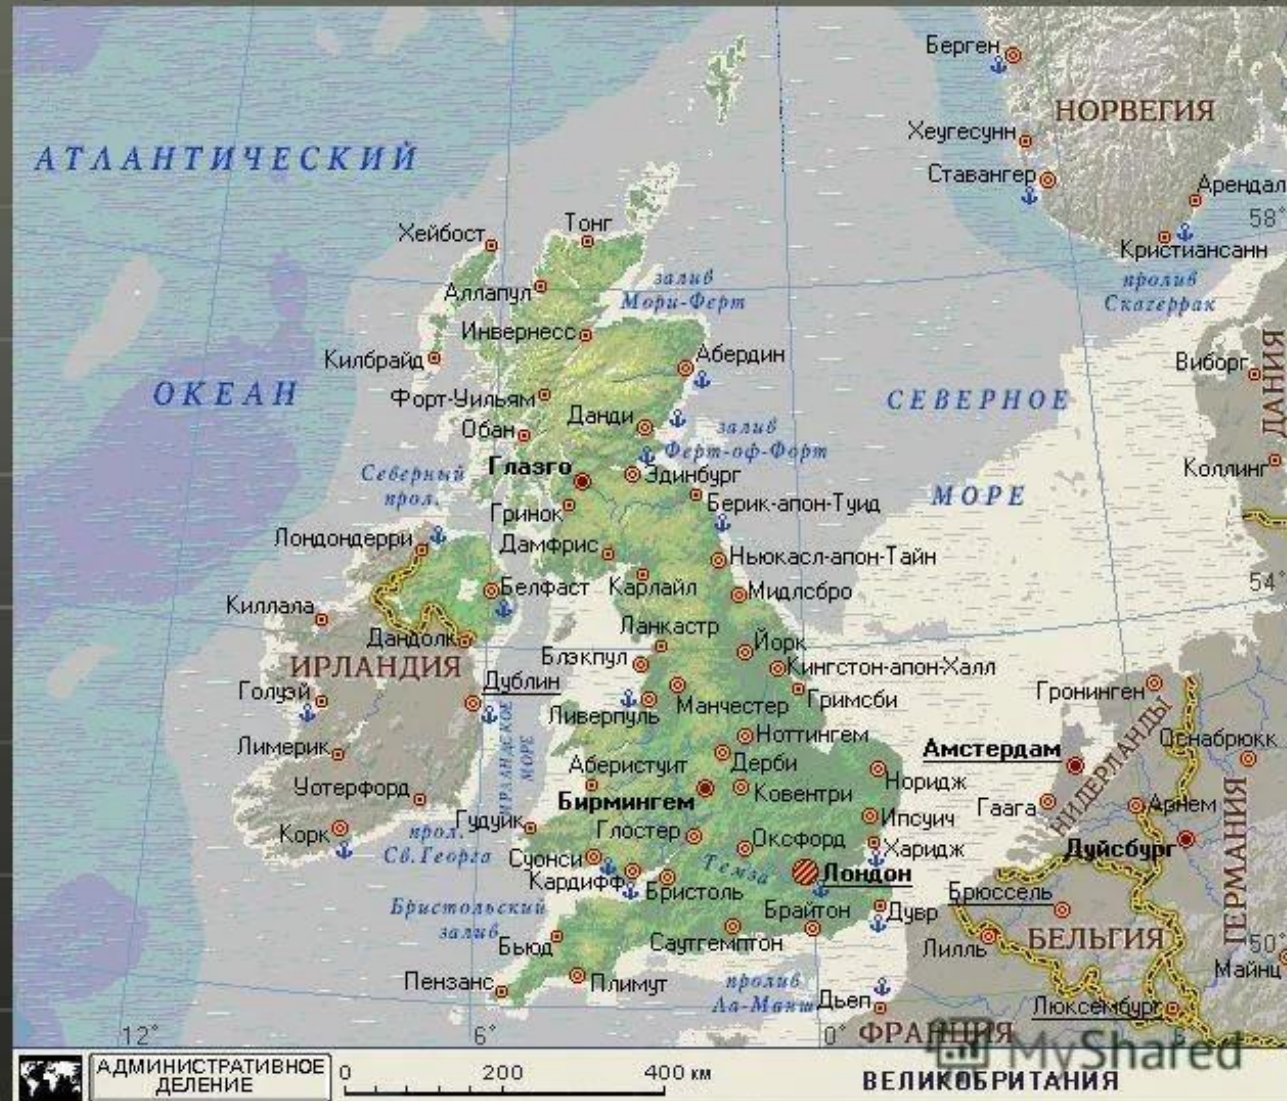 Берген
НОРВЕГИЯ
Хеугесунн
АТЛАНТИЧЕСКИЙ
Ставангер
Арендал
58°
Тонг
Хейбост
Кристиансанн
залив
Мори-Ферт
пролив
Скагеррак
Аллапул
Инвернесс
Килбрайд
Абердин
Виборг
ДАНИЯ
ОКЕАН
Форт-Уильям
СЕВЕРНОЕ
Данди
залив
Ферт-оф-Форт
Обан
Глазго
Северный
прол.
Эдинбург
Коллинг
МОРЕ
Берик-апон-Туид
Гринок
Лондондерри
Дамфрис
Ньюкасл-апон-Тайн
Белфаст
Карлайл
Мидлсбро
54°
Киллала
Ланкастр
Дандолк
Йорк
Блэкпул
ИРЛАНДИЯ
Кингстон-апон-Халл
Дублин
Голуэй
Гримсби
Гронинген
Ливерпуль
Манчестер
ИРЛАНДСКОЕ
МОРЕ
НИДЕРЛАНДЫ
Ноттингем
Лимерик
Амстердам
Оснабрюкк
Аберистуит
Дерби
Норидж
Уотерфорд
Бирмингем
Ковентри
Гаага
Арнем
ГЕРМАНИЯ
Гудуик
Ипсуич
Корк
прол.
Св.Георга
Глостер
Оксфорд
Харидж
Дуйсбург
Суонси
Темза
Лондон
Кардифф
Бристоль
Брюссель
Бристольский
залив
Брайтон
Дувр
Бьюд
Саутгемптон
Лилль
БЕЛЬГИЯ
50°
Майнц
Пензанс
Плимут
пролив
Ла-Манш
Дьеп
Люксембург
12°
6°
0°
ФРАНЦИЯ
MyShared
АДМИНИСТРАТИВНОЕ
ДЕЛЕНИЕ
0 200 400 км
ВЕЛИКОБРИТАНИЯ